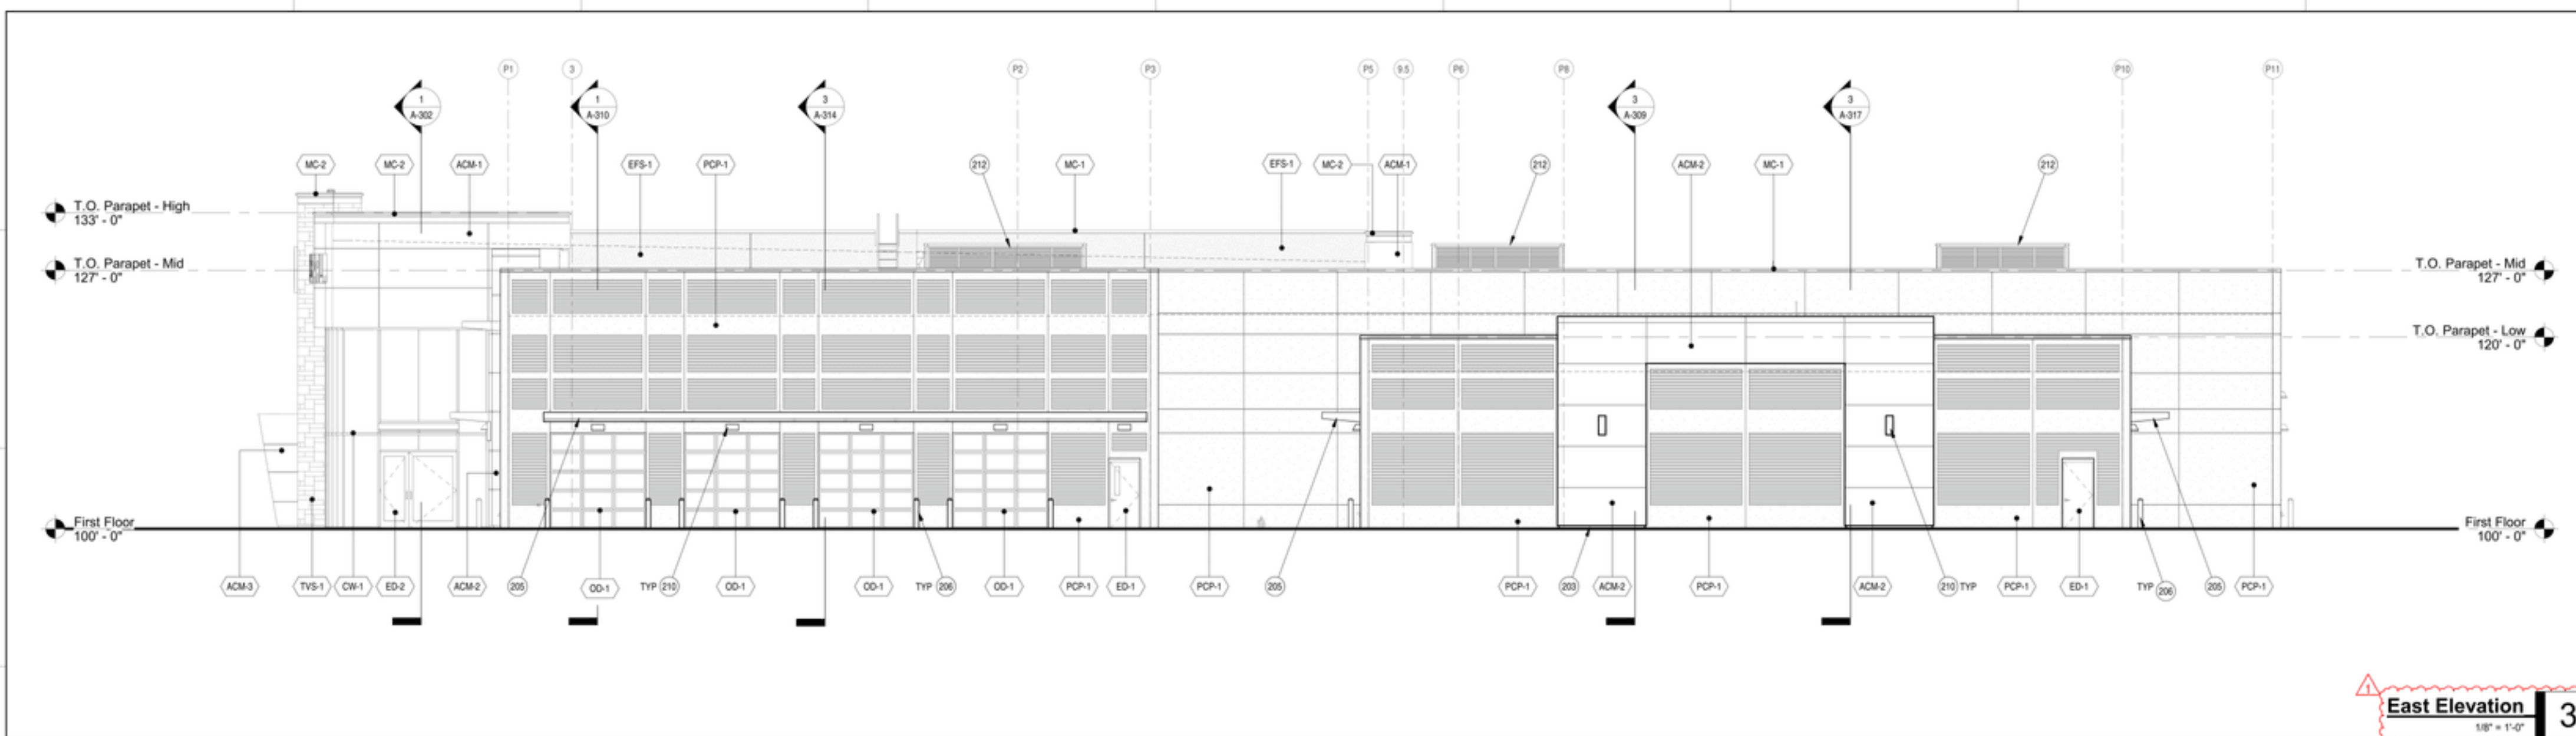 P1
3
P2
P3
P5
9.5
P6
P8
P10
P11
1
A-302
1
A-310
3
A-314
3
A-309
3
A-317
MC-2
MC-2
ACM-1
EFS-1
PCP-1
212
MC-1
EFS-1
MC-2
ACM-1
212
ACM-2
MC-1
212
T.O. Parapet - High
133' - 0"
T.O. Parapet - Mid
127' - 0"
T.O. Parapet - Mid
127' - 0"
T.O. Parapet - Low
120' - 0"
First Floor
100' - 0"
First Floor
100' - 0"
ACM-3
TVS-1
CW-1
ED-2
ACM-2
205
OD-1
TYP 210
OD-1
OD-1
TYP 206
OD-1
PCP-1
ED-1
PCP-1
205
PCP-1
203
ACM-2
PCP-1
ACM-2
210 TYP
PCP-1
ED-1
TYP 206
205
PCP-1
1
East Elevation
3
1/8" = 1'-0"